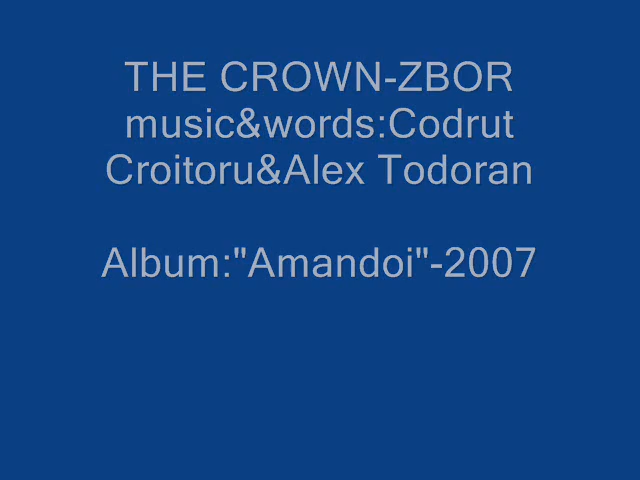 THE CROWN-ZBOR
music&words:Codrut
Croitoru&Alex Todoran
Album:"Amandoi"-2007